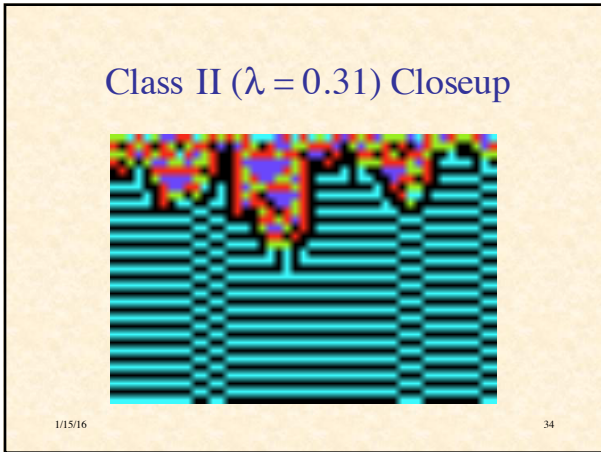 Class II (λ = 0.31) Closeup
1/15/16
34